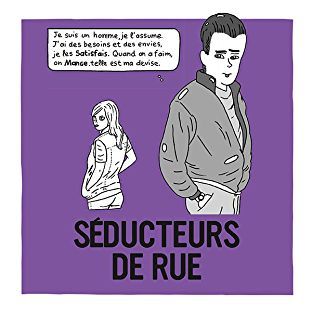 Je suis un homme, je l'assume.
J'ai des besoins et des envies,
je les Satisfais. Quand on a faim,
on Mange, telle est ma devise.
SÉDUCTEURS
DE RUE